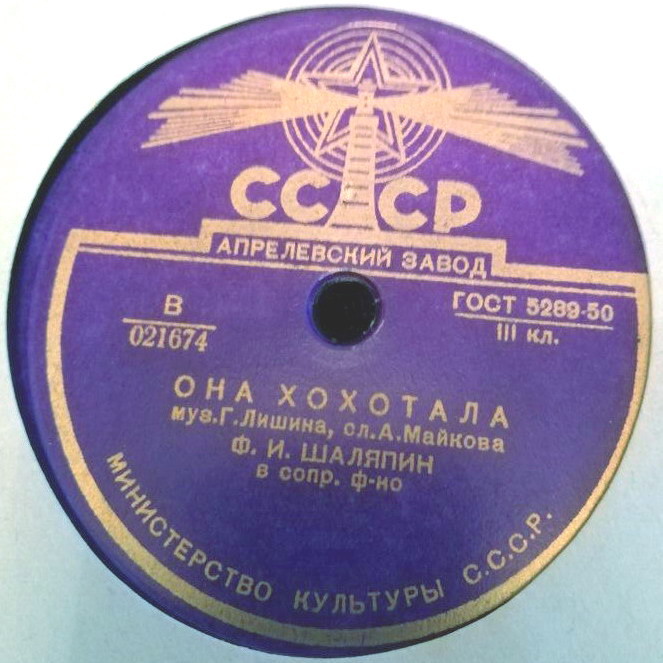 СССР
АПРЕЛЕВСКИЙ ЗАВОД
В
021674
ГОСТ 5289-50
III кл.
ОНА ХОХОТАЛА
муз.Г.Лишина, сл.А.Майкова
Ф. И. ШАЛЯПИН
в сопр. ф-но
МИНИСТЕРСТВО КУЛЬТУРЫ С.С.С.Р.